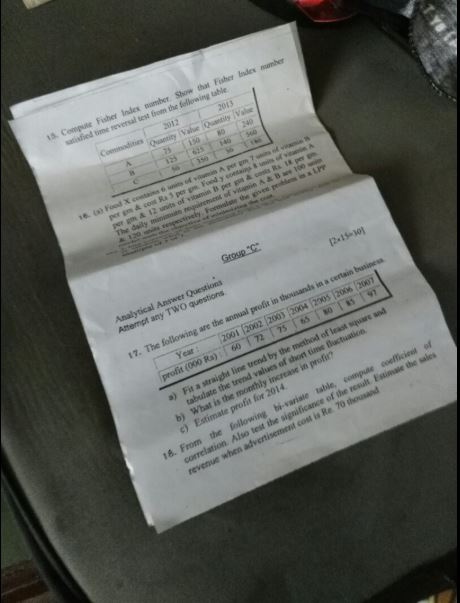 15. Compute Fisher Index number. Show that Fisher Index number
satisfied time reversal test from the following table.
2012 2013
Commodities Quantity Value Quantity Value
A 25 150 80 240
B 125 625 140 560
C 50 350 30 180
16. (a) Food X contains 6 units of vitamin A per gm 7 units of vitamin B
per gm & cost Rs 5 per gm. Food y contains 8 units of vitamin A
per gm & 12 units of vitamin B per gm & costs Rs. 18 per gm.
The daily minimum requirement of vitamin A & B are 100 units
& 120 units respectively. Formulate the given problem in a LPP
Group "C"
Analytical Answer Questions [2×15=30]
Attempt any TWO questions.
17. The following are the annual profit in thousands in a certain business.
Year : 2001 2002 2003 2004 2005 2006 2007
profit (000 Rs) : 60 72 75 65 80 85 97
a) Fit a straight line trend by the method of least square and
tabulate the trend values of short time fluctuation.
b) What is the monthly increase in profit?
c) Estimate profit for 2014.
18. From the following bi-variate table, compute coefficient of
correlation. Also test the significance of the result. Estimate the sales
revenue when advertisement cost is Re. 70 thousand